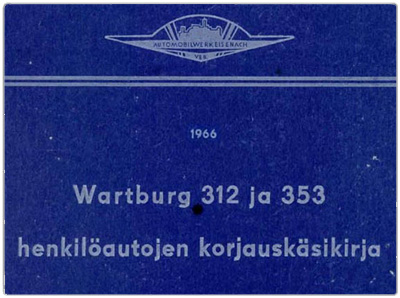 AUTOMOBILWERK EISENACH
VEB
1966
Wartburg 312 ja 353
henkilöautojen korjauskäsikirja